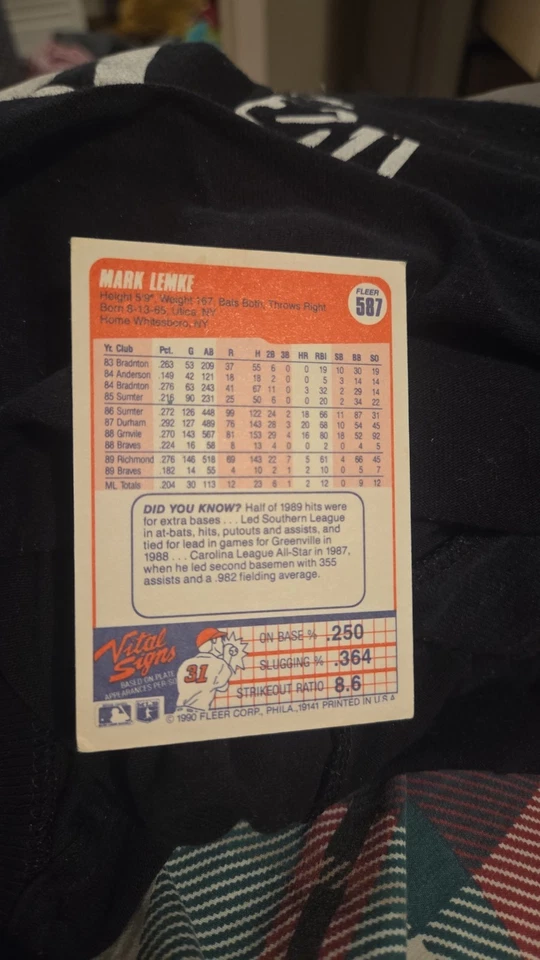 MARK LEMKE
FLEER
587
Height 5'9", Weight 167, Bats Both, Throws Right
Born 8-13-65, Utica, NY
Home Whitesboro, NY
Yr. Club Pct. G AB R H 2B 3B HR RBI SB BB SO
83 Bradnton .263 53 209 37 55 6 0 0 19 10 30 19
84 Anderson .149 42 121 18 18 2 0 0 5 3 14 14
84 Bradnton .276 63 243 41 67 11 0 3 32 2 29 14
85 Sumter .216 90 231 25 50 6 0 0 20 2 34 22
86 Sumter .272 126 448 99 122 24 2 18 66 11 87 31
87 Durham .292 127 489 76 143 28 3 20 68 10 54 45
88 Grnvile .270 143 567 81 153 29 4 16 80 18 52 92
88 Braves .224 16 58 8 13 4 0 0 2 0 4 5
89 Richmond .276 146 518 69 143 22 7 5 61 4 66 45
89 Braves .182 14 55 4 10 2 1 2 10 0 5 7
ML Totals .204 30 113 12 23 6 1 2 12 0 9 12
DID YOU KNOW? Half of 1989 hits were
for extra bases . . . Led Southern League
in at-bats, hits, putouts and assists, and
tied for lead in games for Greenville in
1988 . . . Carolina League All-Star in 1987,
when he led second basemen with 355
assists and a .982 fielding average.
Vital
Signs
BASED ON PLATE
31
ON BASE % .250
SLUGGING % .364
STRIKEOUT RATIO 8.6
© 1990 FLEER CORP., PHILA., 19141 PRINTED IN U.S.A.